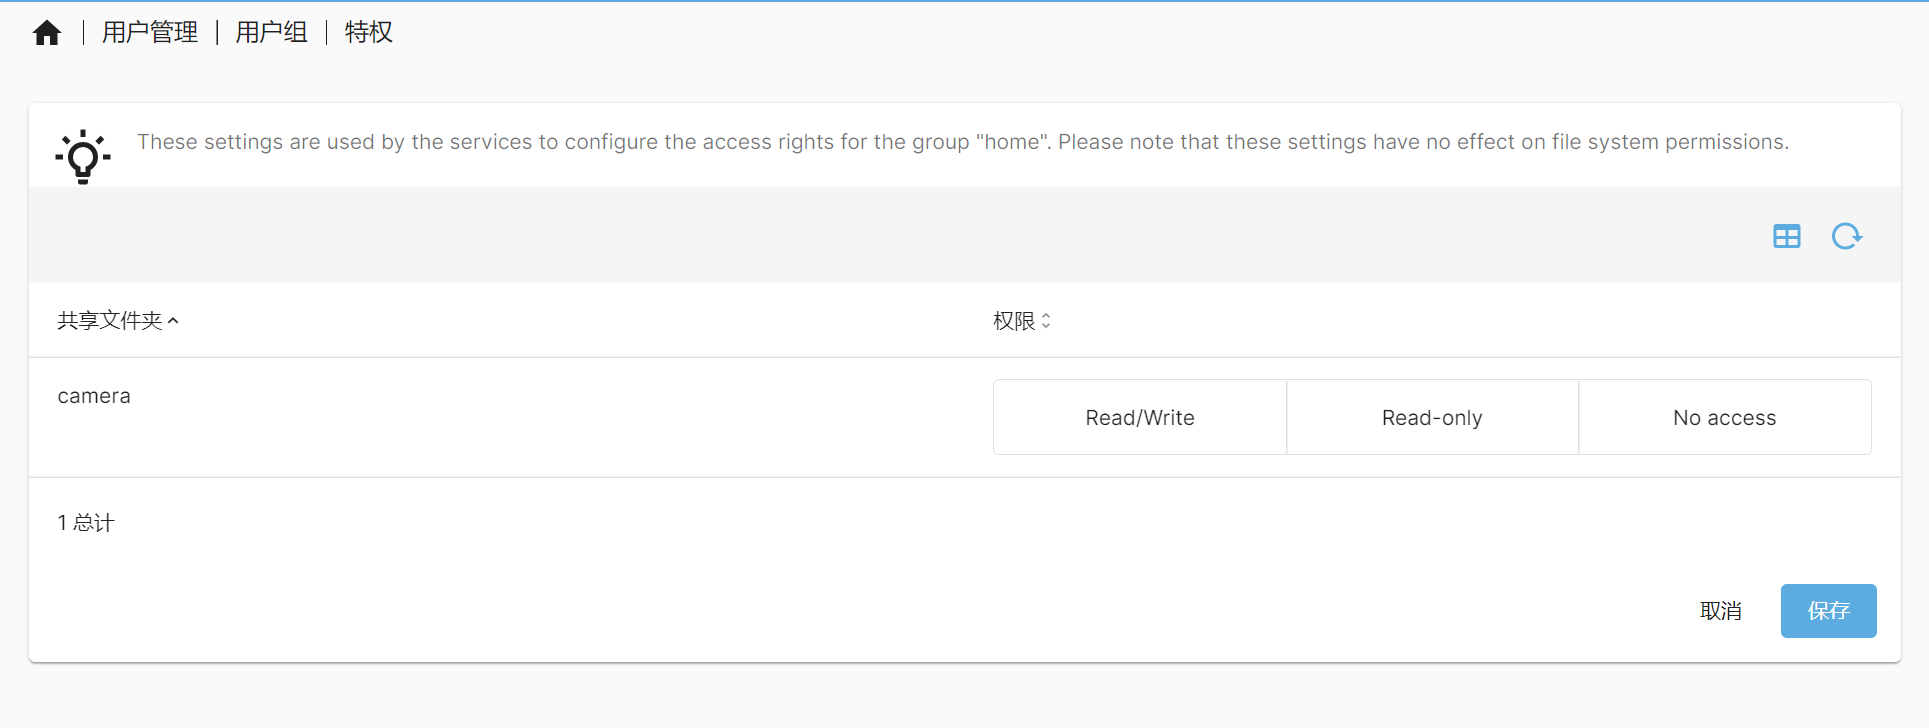 用户管理 | 用户组 | 特权
These settings are used by the services to configure the access rights for the group "home". Please note that these settings have no effect on file system permissions.
共享文件夹 权限
camera Read/Write Read-only No access
1 总计
取消 保存